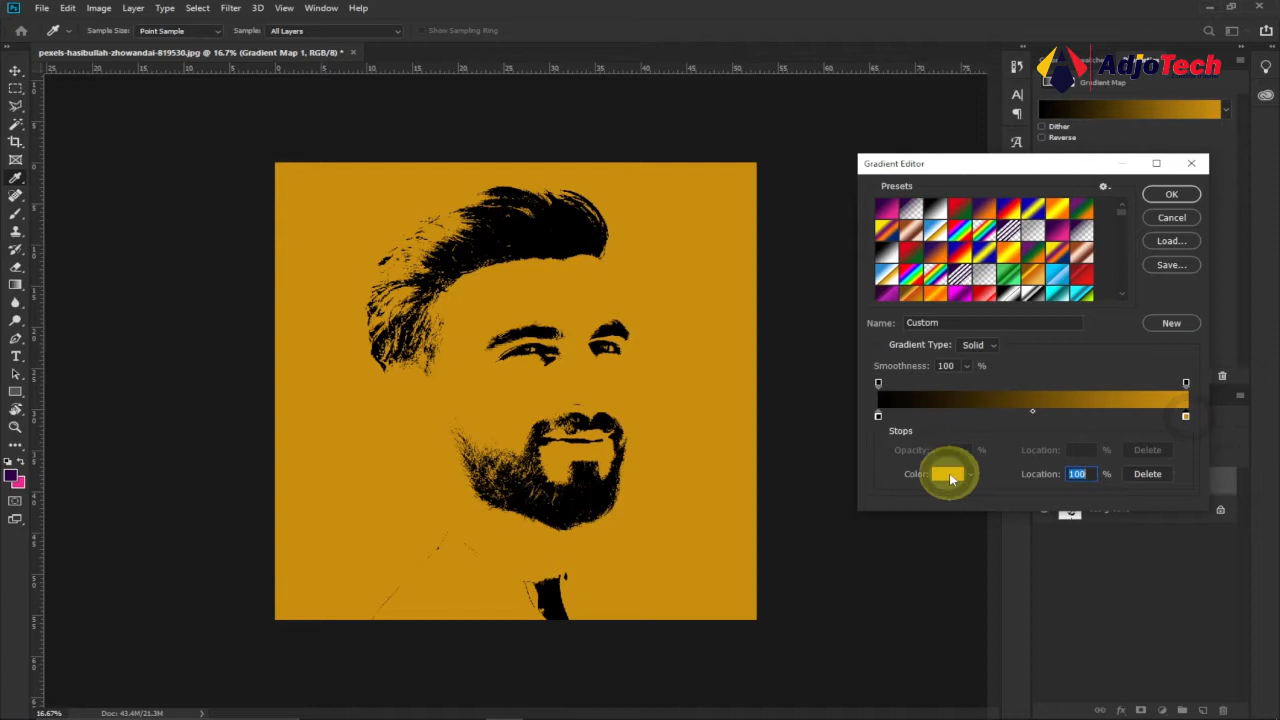 File Edit Image Layer Type Select Filter 3D View Window Help
Sample Size: Point Sample Sample: All Layers Show Sampling Ring
pexels-hasibullah-zhowandai-819530.jpg @ 16.7% (Gradient Map 1, RGB/8) *
AdjoTech
Gradient Map
Dither
Reverse
Gradient Editor
Presets
OK
Cancel
Load...
Save...
Name: Custom
New
Gradient Type: Solid
Smoothness: 100 %
Stops
Opacity: % Location: % Delete
Color: Location: 100 % Delete
16.67% Doc: 43.4M/21.3M